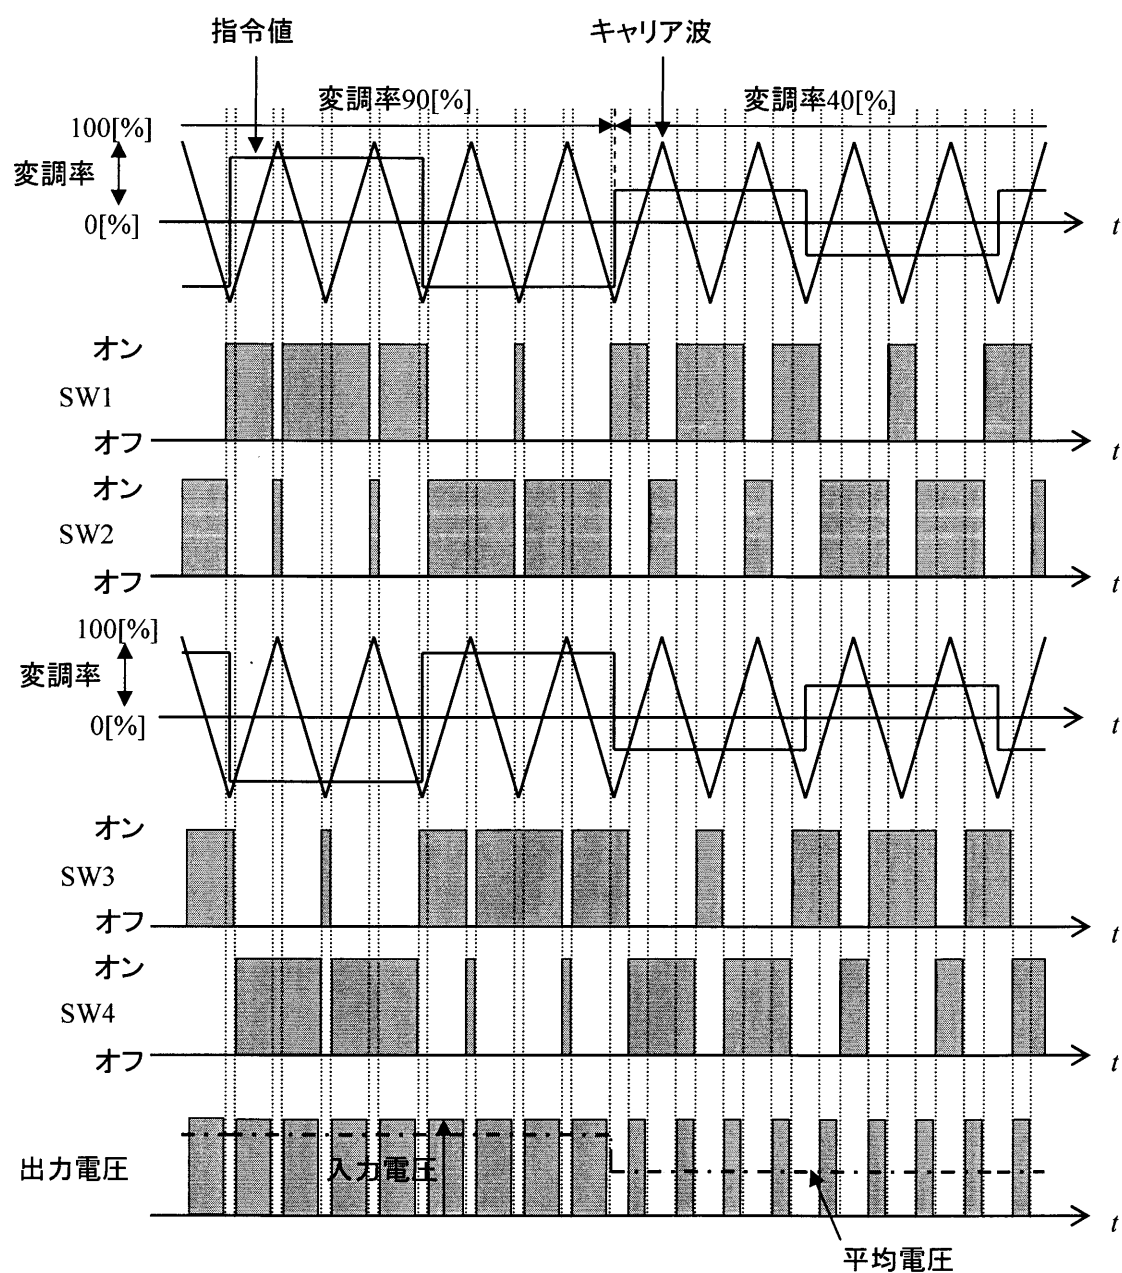 指令値
キャリア波
変調率90[%]
変調率40[%]
100[%]
変調率
0[%]
t
オン
SW1
オフ
t
オン
SW2
オフ
t
100[%]
変調率
0[%]
t
オン
SW3
オフ
t
オン
SW4
オフ
t
出力電圧
入力電圧
t
平均電圧